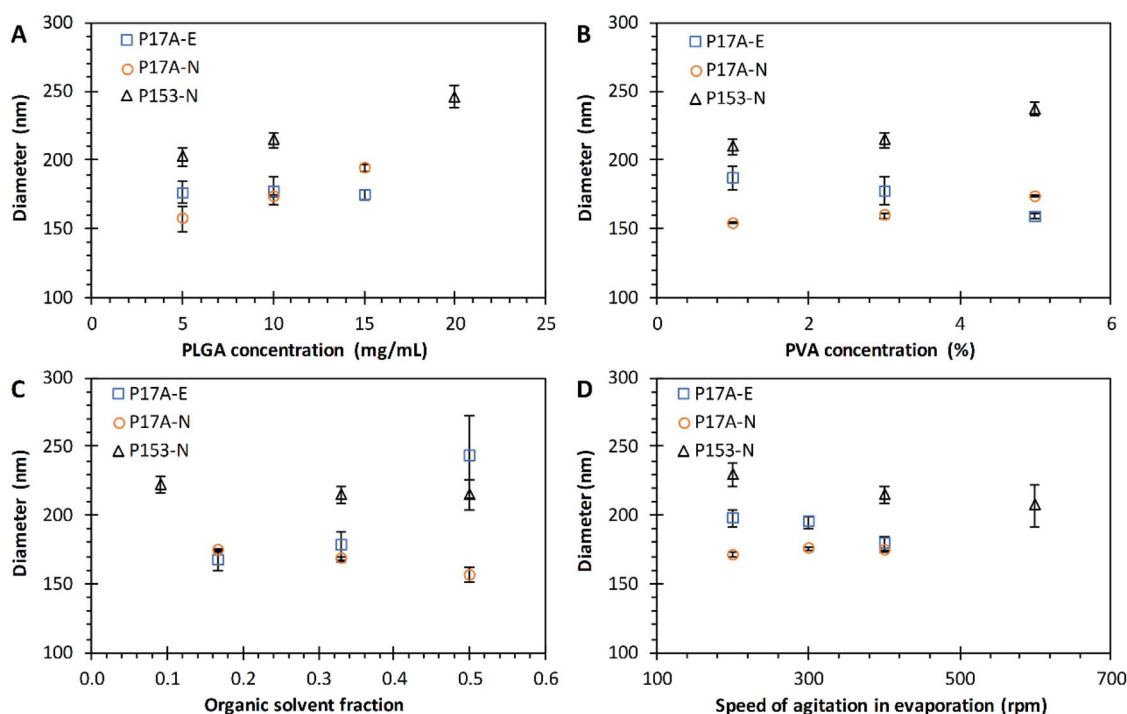 A
P17A-E
P17A-N
P153-N
300
250
200
150
100
Diameter (nm)
0 5 10 15 20 25
PLGA concentration (mg/mL)
B
P17A-E
P17A-N
P153-N
300
250
200
150
100
Diameter (nm)
0 2 4 6
PVA concentration (%)
C
P17A-E
P17A-N
P153-N
300
250
200
150
100
Diameter (nm)
0.0 0.1 0.2 0.3 0.4 0.5 0.6
Organic solvent fraction
D
P17A-E
P17A-N
P153-N
300
250
200
150
100
Diameter (nm)
100 300 500 700
Speed of agitation in evaporation (rpm)